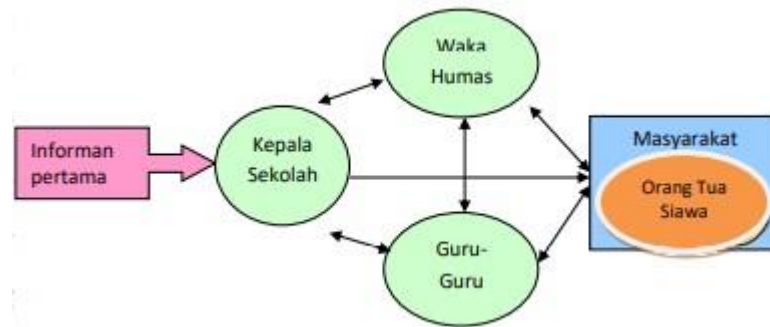 Waka
Humas
Informan
pertama
Kepala
Sekolah
Masyarakat
Orang Tua
Siawa
Guru-
Guru